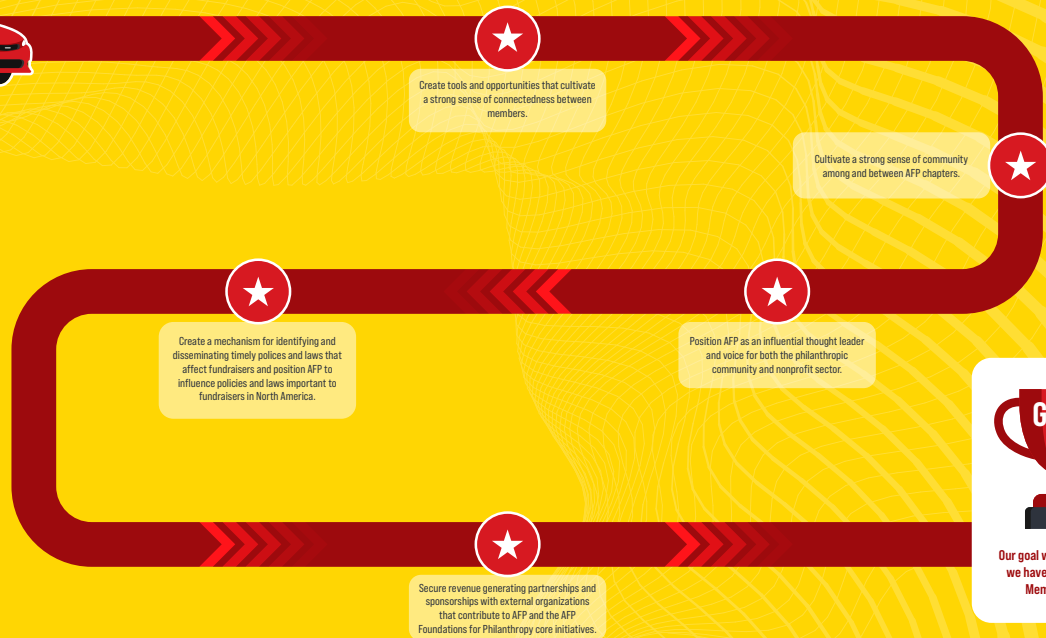 Create tools and opportunities that cultivate
a strong sense of connectedness between
members.
Cultivate a strong sense of community
among and between AFP chapters.
Position AFP as an influential thought leader
and voice for both the philanthropic
community and nonprofit sector.
Create a mechanism for identifying and
disseminating timely polices and laws that
affect fundraisers and position AFP to
influence policies and laws important to
fundraisers in North America.
Secure revenue generating partnerships and
sponsorships with external organizations
that contribute to AFP and the AFP
Foundations for Philanthropy core initiatives.
G
Our goal
we have
Mem